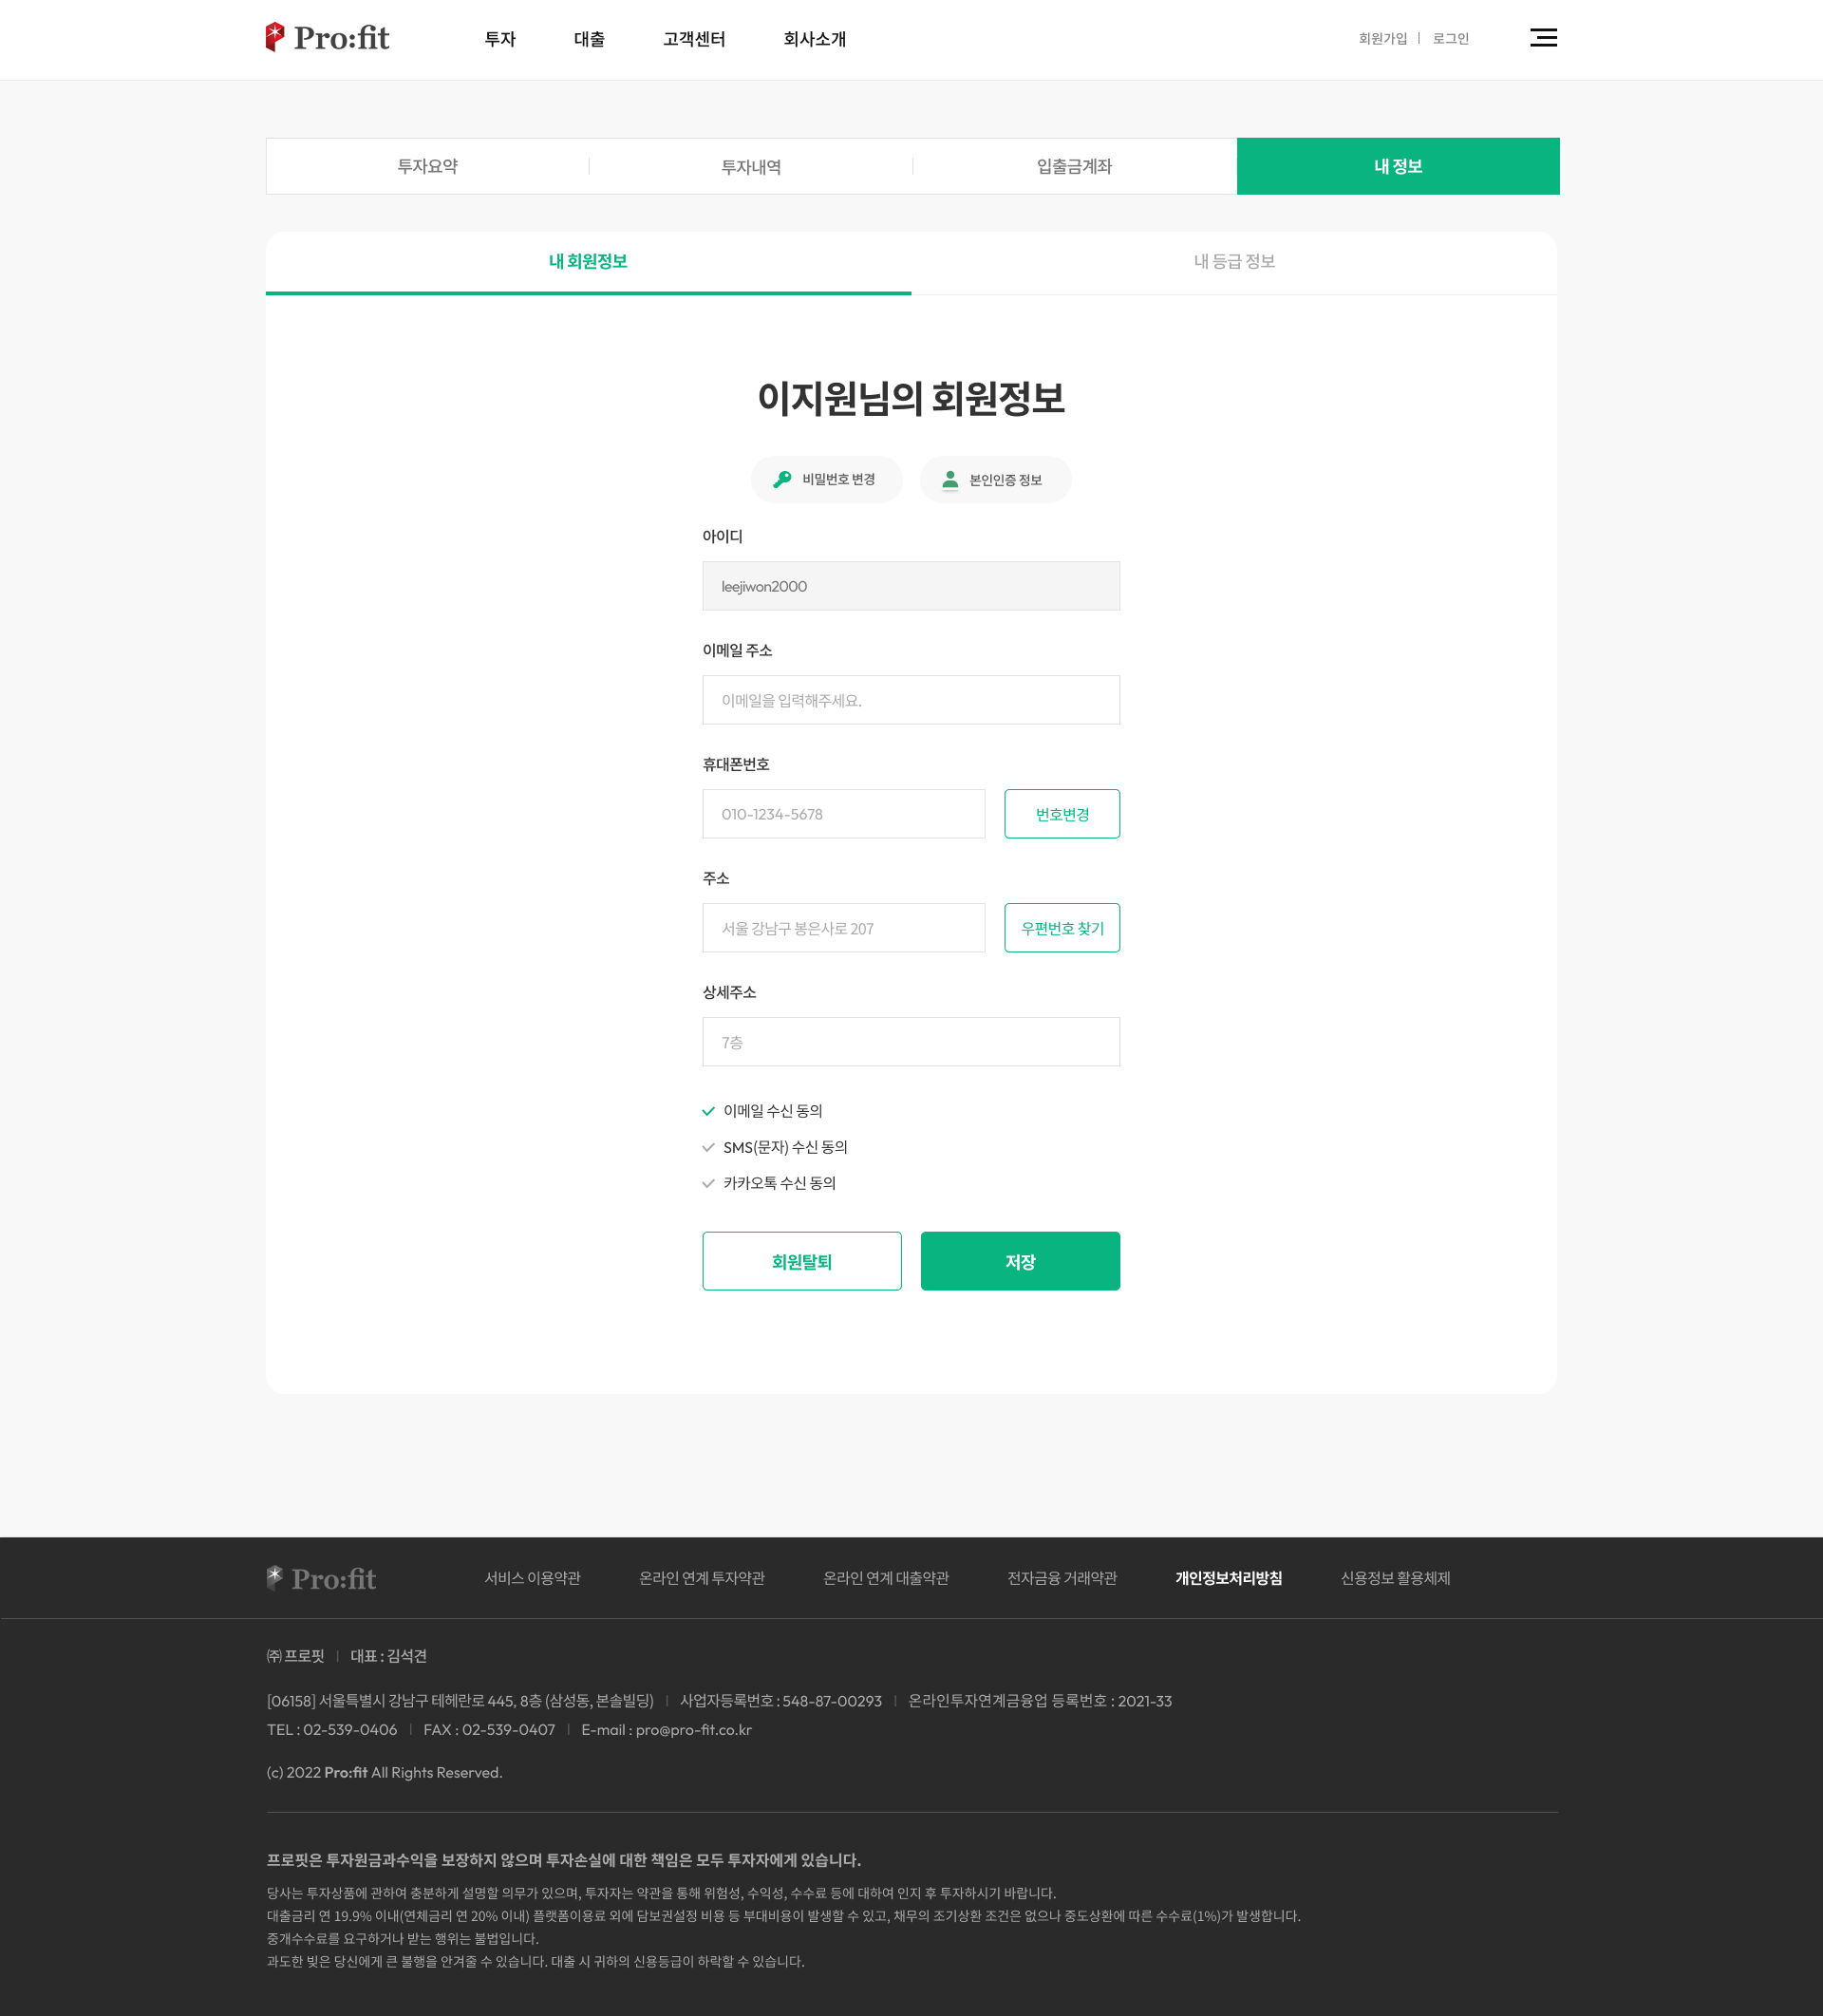 Pro:fit 투자 대출 고객센터 회사소개 회원가입 | 로그인
투자요약 투자내역 입출금계좌 내 정보
내 회원정보 내 등급 정보
이지원님의 회원정보
비밀번호 변경 본인인증 정보
아이디
leejiwon2000
이메일 주소
이메일을 입력해주세요.
휴대폰번호
010-1234-5678 번호변경
주소
서울 강남구 봉은사로 207 우편번호 찾기
상세주소
7층
이메일 수신 동의
SMS(문자) 수신 동의
카카오톡 수신 동의
회원탈퇴 저장
Pro:fit 서비스 이용약관 온라인 연계 투자약관 온라인 연계 대출약관 전자금융 거래약관 개인정보처리방침 신용정보 활용체제
㈜ 프로핏 | 대표 : 김석견
[06158] 서울특별시 강남구 테헤란로 445, 8층 (삼성동, 본솔빌딩) | 사업자등록번호 : 548-87-00293 | 온라인투자연계금융업 등록번호 : 2021-33
TEL : 02-539-0406 | FAX : 02-539-0407 | E-mail : pro@pro-fit.co.kr
(c) 2022 Pro:fit All Rights Reserved.
프로핏은 투자원금과수익을 보장하지 않으며 투자손실에 대한 책임은 모두 투자자에게 있습니다.
당사는 투자상품에 관하여 충분하게 설명할 의무가 있으며, 투자자는 약관을 통해 위험성, 수익성, 수수료 등에 대하여 인지 후 투자하시기 바랍니다.
대출금리 연 19.9% 이내(연체금리 연 20% 이내) 플랫폼이용료 외에 담보권설정 비용 등 부대비용이 발생할 수 있고, 채무의 조기상환 조건은 없으나 중도상환에 따른 수수료(1%)가 발생합니다.
중개수수료를 요구하거나 받는 행위는 불법입니다.
과도한 빚은 당신에게 큰 불행을 안겨줄 수 있습니다. 대출 시 귀하의 신용등급이 하락할 수 있습니다.